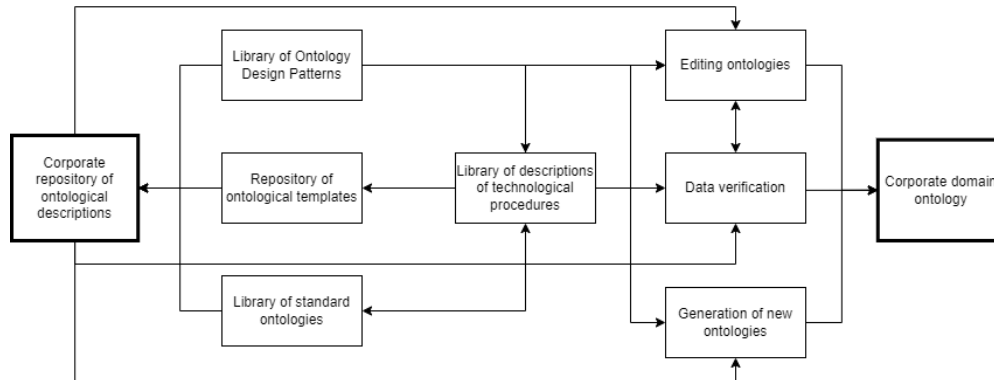 Library of Ontology
Design Patterns
Editing ontologies
Corporate
repository of
ontological
descriptions
Repository of
ontological templates
Library of descriptions
of technological
procedures
Data verification
Corporate domain
ontology
Library of standard
ontologies
Generation of new
ontologies